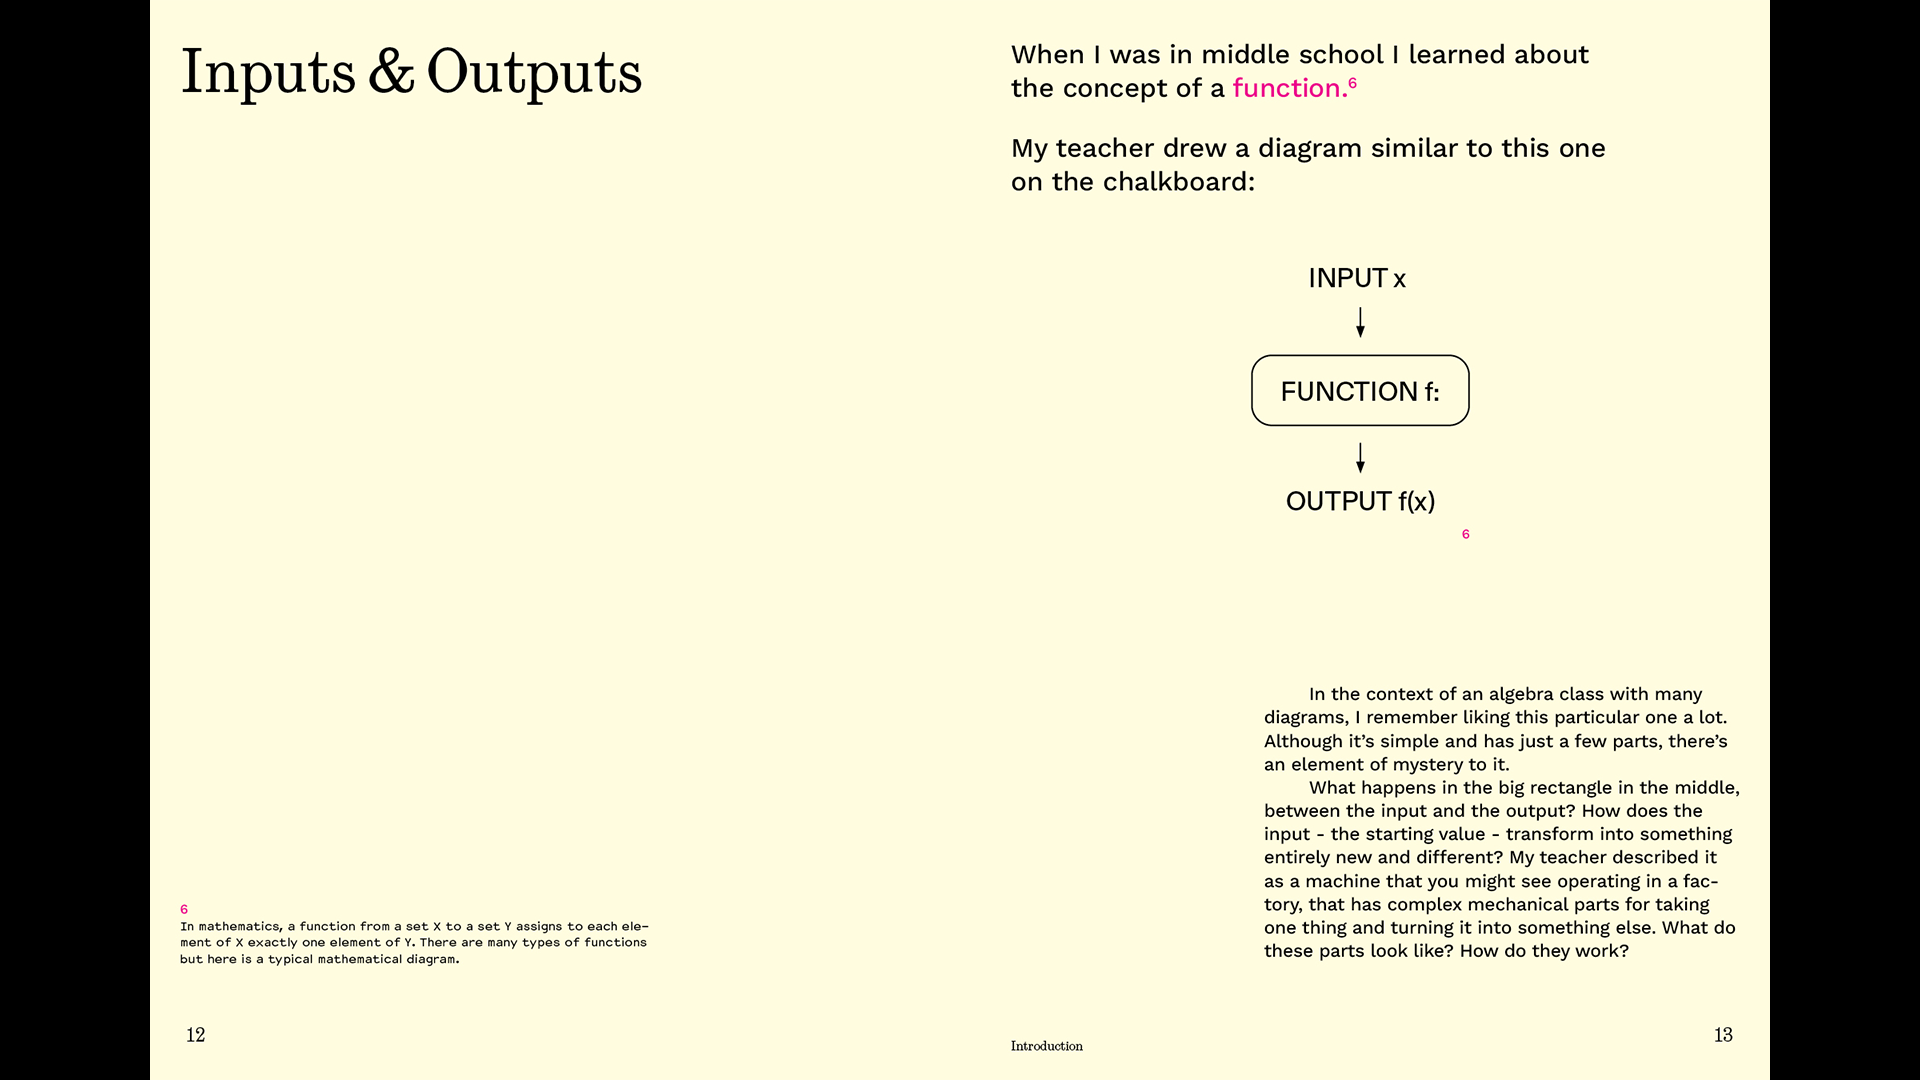 Inputs & Outputs
6
In mathematics, a function from a set X to a set Y assigns to each ele-
ment of X exactly one element of Y. There are many types of functions
but here is a typical mathematical diagram.
12
When I was in middle school I learned about
the concept of a function.6
My teacher drew a diagram similar to this one
on the chalkboard:
INPUT x
FUNCTION f:
OUTPUT f(x)
6
In the context of an algebra class with many
diagrams, I remember liking this particular one a lot.
Although it’s simple and has just a few parts, there’s
an element of mystery to it.
What happens in the big rectangle in the middle,
between the input and the output? How does the
input - the starting value - transform into something
entirely new and different? My teacher described it
as a machine that you might see operating in a fac-
tory, that has complex mechanical parts for taking
one thing and turning it into something else. What do
these parts look like? How do they work?
Introduction
13